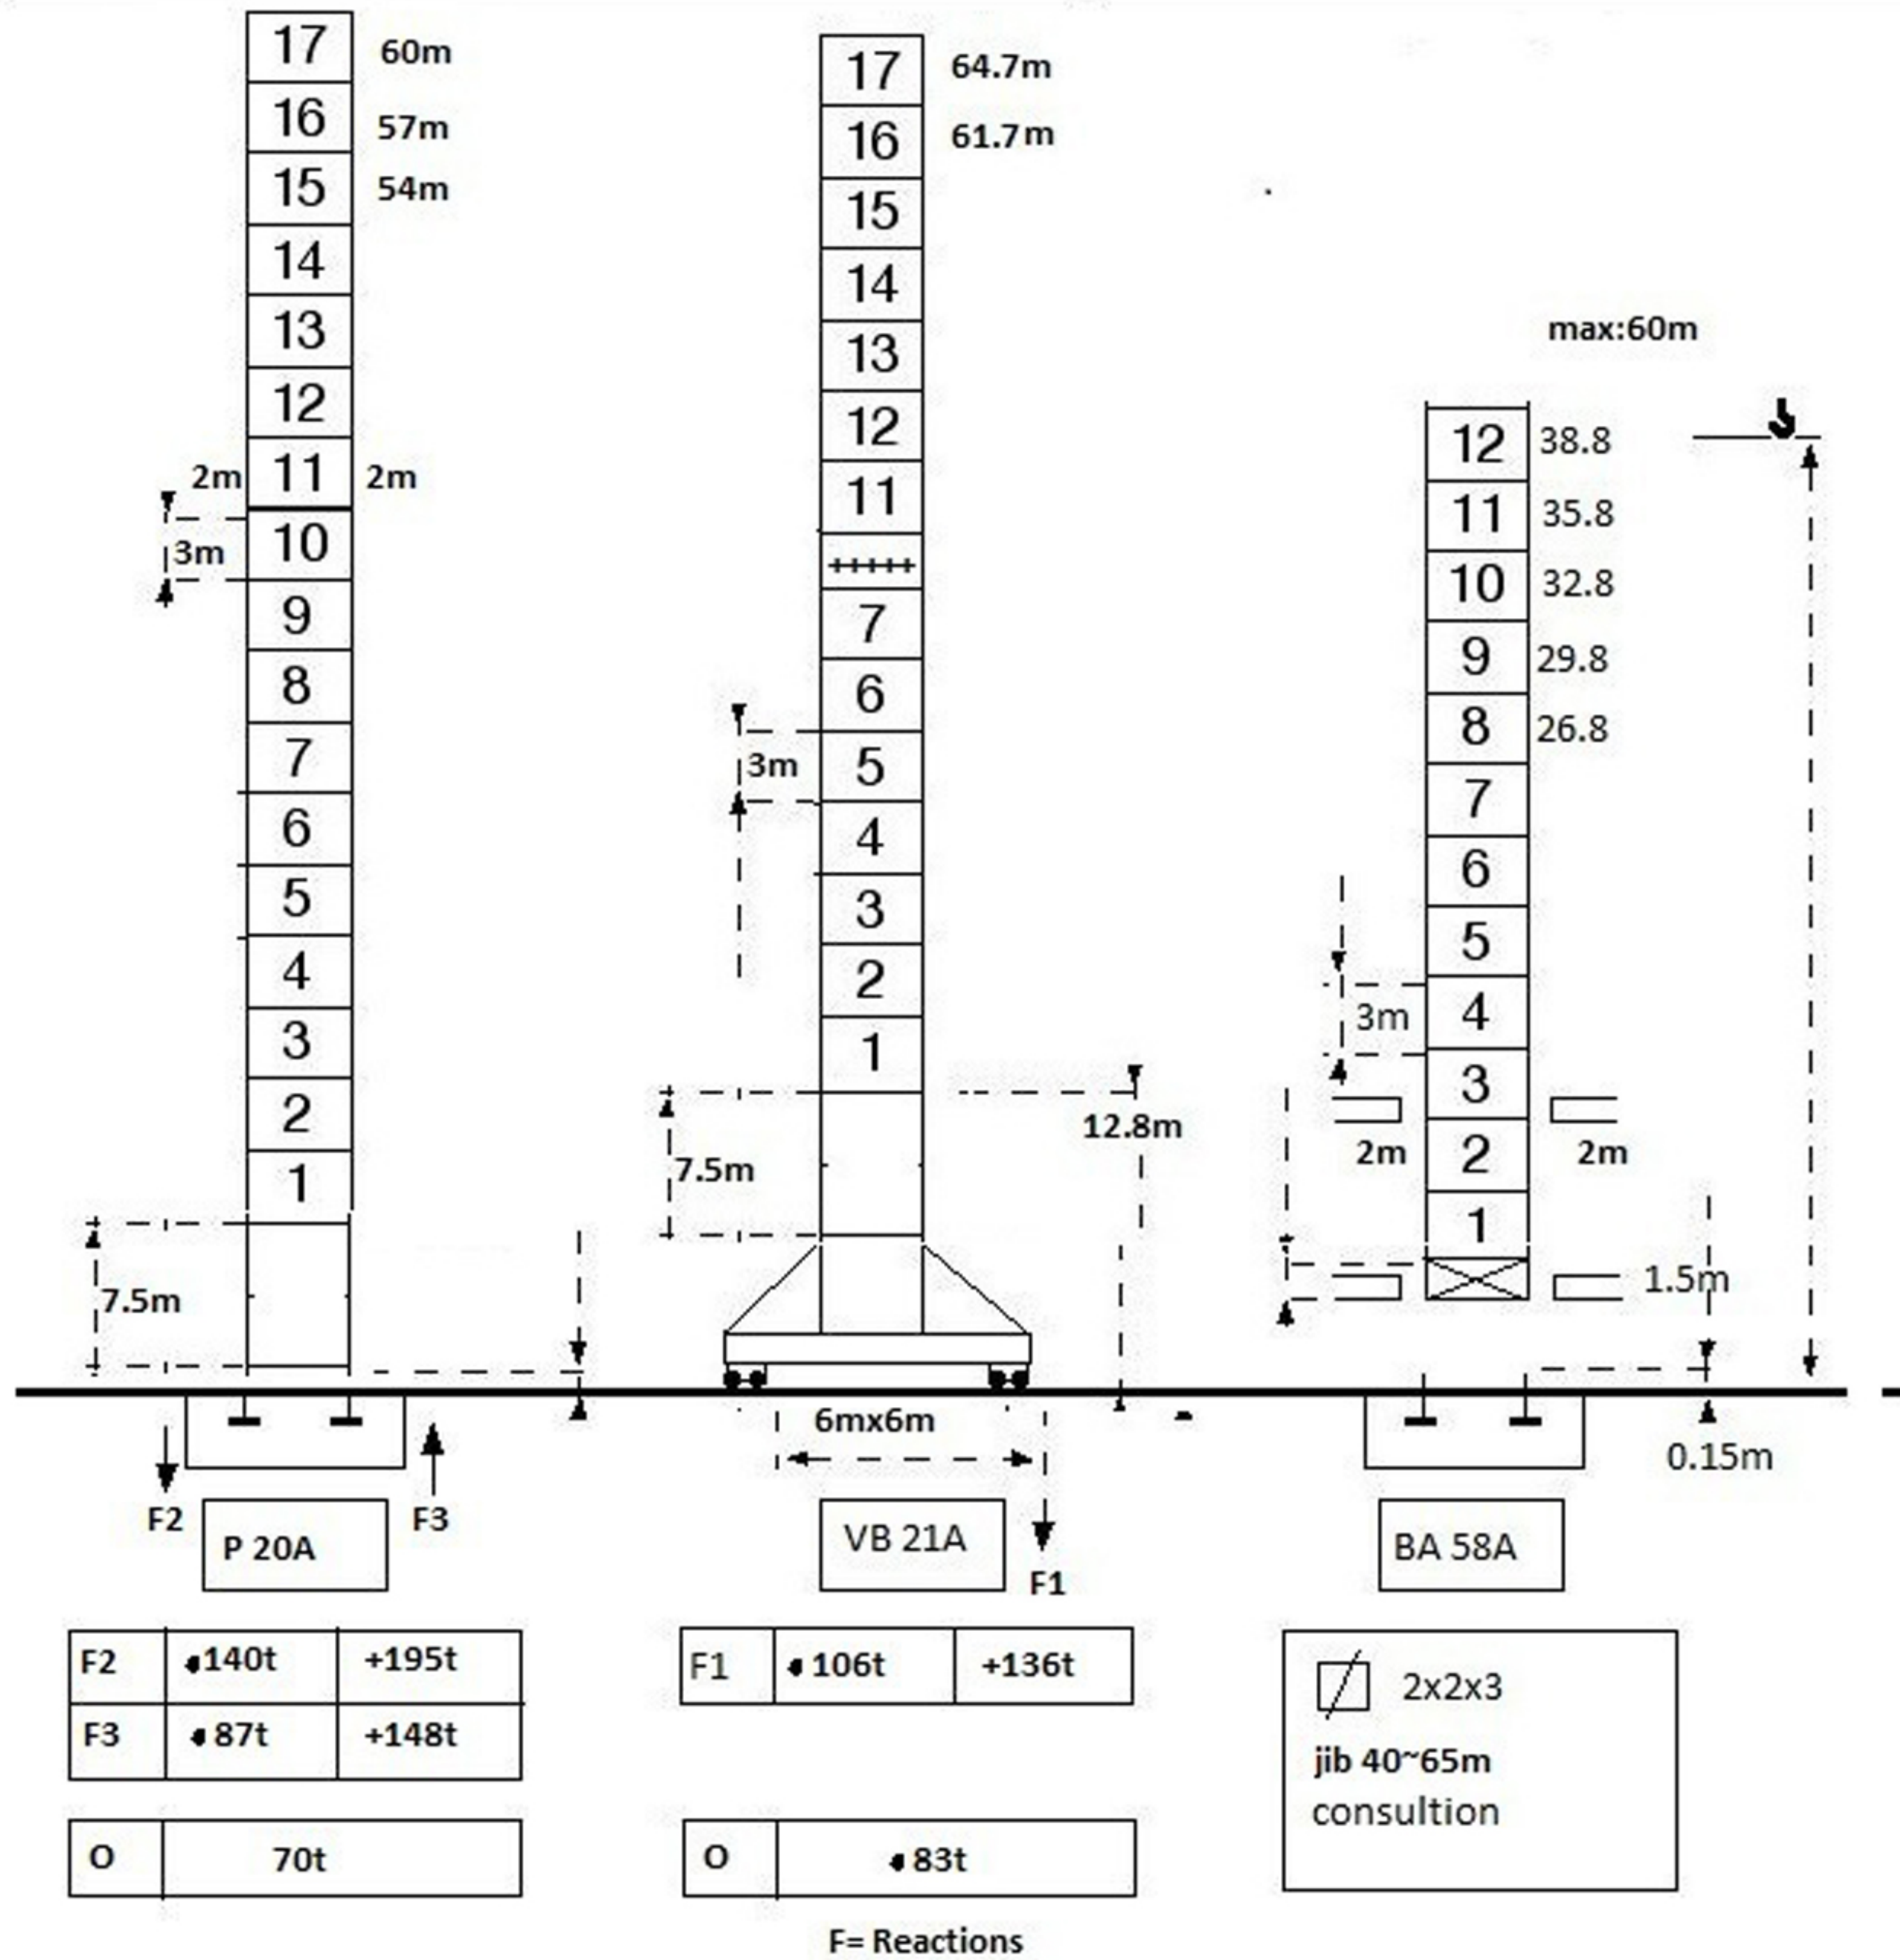 17 60m
16 57m
15 54m
14
13
12
2m 11 2m
3m 10
9
8
7
6
5
4
3
2
1
7.5m
F2 F3
P 20A
F2 140t +195t
F3 87t +148t
O 70t
17 64.7m
16 61.7m
15
14
13
12
11
+++++
7
6
3m 5
4
3
2
1
12.8m
7.5m
6mx6m
VB 21A
F1
F1 106t +136t
O 83t
F= Reactions
max:60m
12 38.8
11 35.8
10 32.8
9 29.8
8 26.8
7
6
5
3m 4
3
2m 2 2m
1
1.5m
0.15m
BA 58A
2x2x3
jib 40~65m
consultion